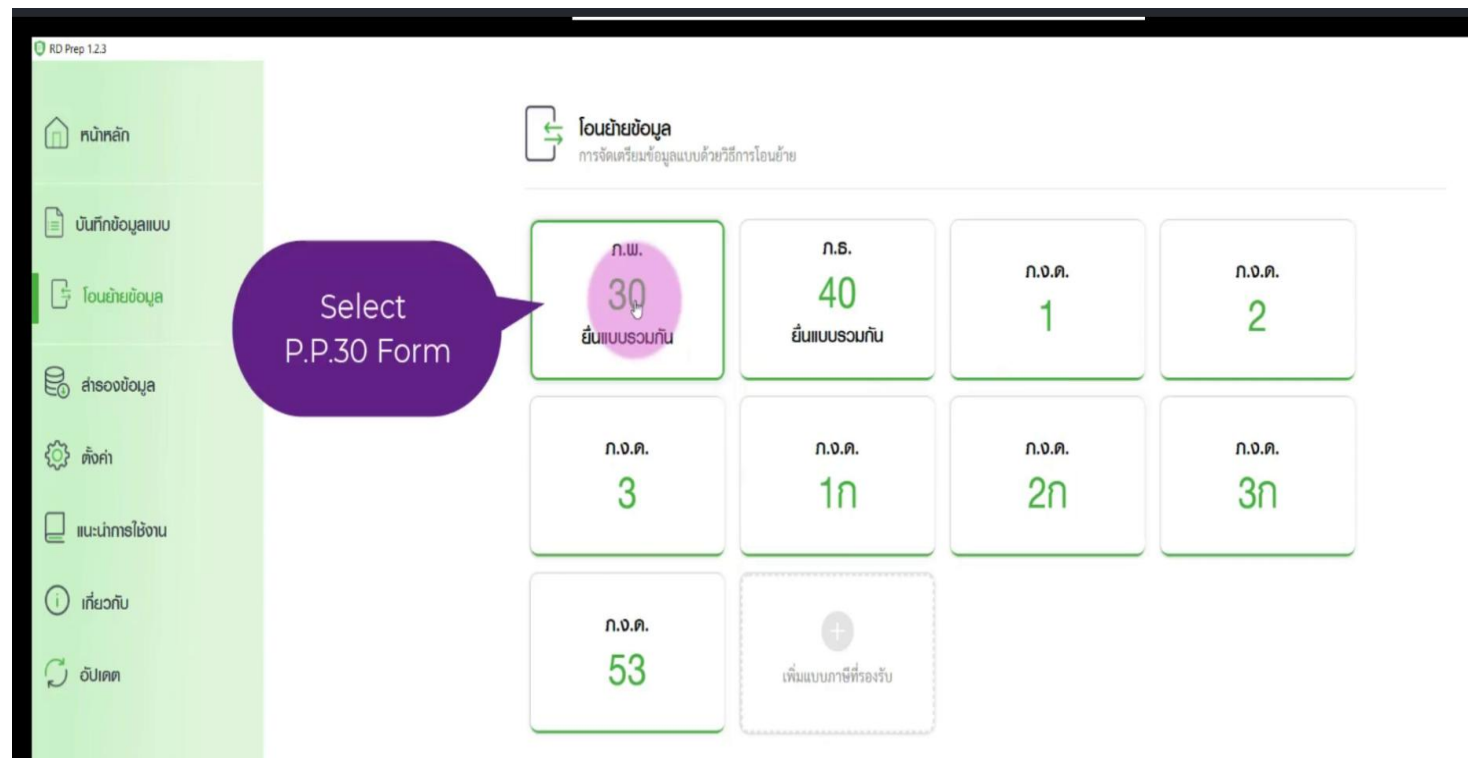 RD Prep 1.2.3
หน้าหลัก
บันทึกข้อมูลแบบ
โอนย้ายข้อมูล
สำรองข้อมูล
ตั้งค่า
แนะนำการใช้งาน
เกี่ยวกับ
อัปเดต
โอนย้ายข้อมูล
การจัดเตรียมข้อมูลแบบด้วยวิธีการโอนย้าย
Select
P.P.30 Form
ภ.พ.
30
ยื่นแบบรวมกัน
ภ.ธ.
40
ยื่นแบบรวมกัน
ภ.ง.ด.
1
ภ.ง.ด.
2
ภ.ง.ด.
3
ภ.ง.ด.
1ก
ภ.ง.ด.
2ก
ภ.ง.ด.
3ก
ภ.ง.ด.
53
เพิ่มแบบภาษีที่รองรับ